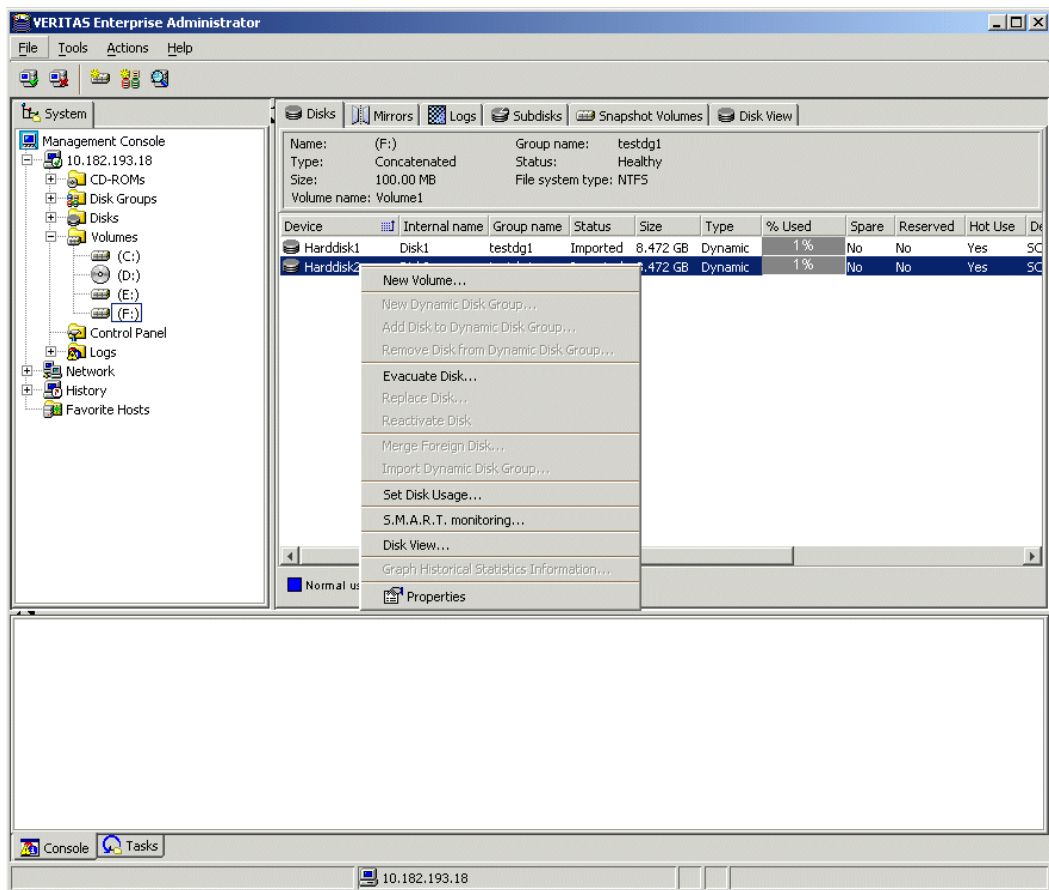 VERITAS Enterprise Administrator
File Tools Actions Help
System
Management Console
10.182.193.18
CD-ROMs
Disk Groups
Disks
Volumes
(C:)
(D:)
(E:)
(F:)
Control Panel
Logs
Network
History
Favorite Hosts
Disks Mirrors Logs Subdisks Snapshot Volumes Disk View
Name: (F:) Group name: testdg1
Type: Concatenated Status: Healthy
Size: 100.00 MB File system type: NTFS
Volume name: Volume1
Device Internal name Group name Status Size Type % Used Spare Reserved Hot Use De
Harddisk1 Disk1 testdg1 Imported 8.472 GB Dynamic 1% No No Yes SC
Harddisk2 8.472 GB Dynamic 1% No No Yes SC
New Volume...
New Dynamic Disk Group...
Add Disk to Dynamic Disk Group...
Remove Disk from Dynamic Disk Group...
Evacuate Disk...
Replace Disk...
Reactivate Disk
Merge Foreign Disk...
Import Dynamic Disk Group...
Set Disk Usage...
S.M.A.R.T. monitoring...
Disk View...
Graph Historical Statistics Information...
Properties
Normal us
Console Tasks
10.182.193.18